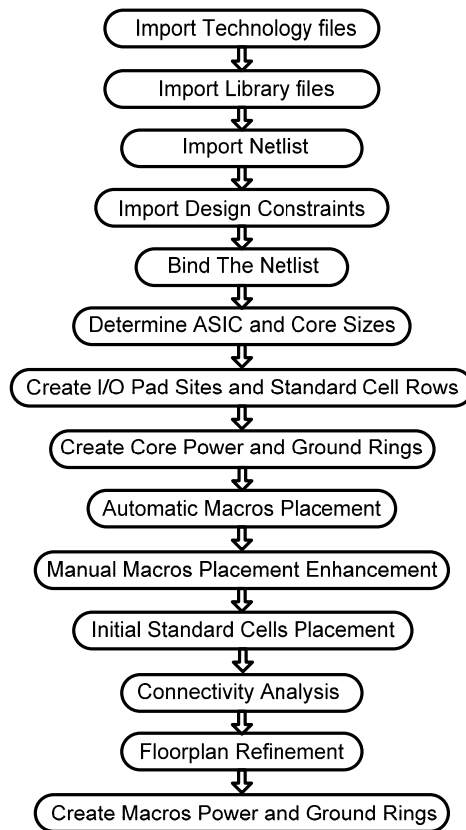 Import Technology files
Import Library files
Import Netlist
Import Design Constraints
Bind The Netlist
Determine ASIC and Core Sizes
Create I/O Pad Sites and Standard Cell Rows
Create Core Power and Ground Rings
Automatic Macros Placement
Manual Macros Placement Enhancement
Initial Standard Cells Placement
Connectivity Analysis
Floorplan Refinement
Create Macros Power and Ground Rings